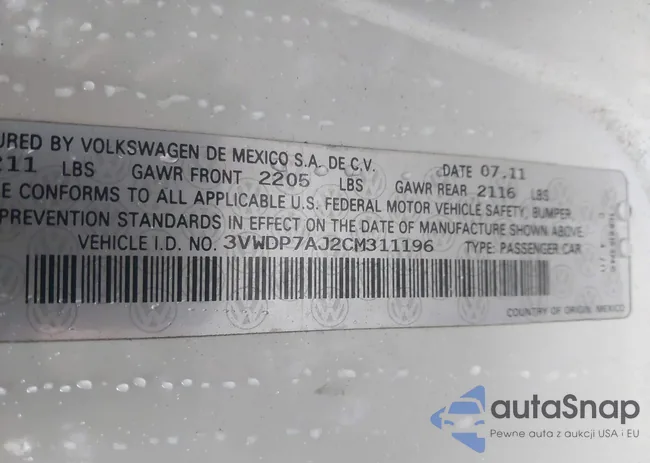 URED BY VOLKSWAGEN DE MEXICO S.A. DE C.V. DATE 07.11
211 LBS GAWR FRONT 2205 LBS GAWR REAR 2116 LBS
E CONFORMS TO ALL APPLICABLE U.S. FEDERAL MOTOR VEHICLE SAFETY, BUMPER
PREVENTION STANDARDS IN EFFECT ON THE DATE OF MANUFACTURE SHOWN ABOVE
VEHICLE I.D. NO. 3VWDP7AJ2CM311196 TYPE: PASSENGER CAR
COUNTRY OF ORIGIN MEXICO
autaSnap
Pewne auta z aukcji USA i EU